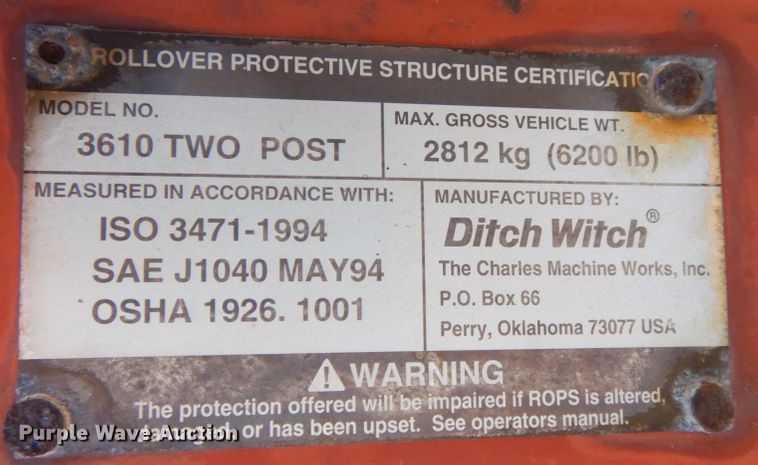 ROLLOVER PROTECTIVE STRUCTURE CERTIFICATIO
MODEL NO.
3610 TWO POST
MAX. GROSS VEHICLE WT.
2812 kg (6200 lb)
MEASURED IN ACCORDANCE WITH:
ISO 3471-1994
SAE J1040 MAY94
OSHA 1926. 1001
MANUFACTURED BY:
Ditch Witch®
The Charles Machine Works, Inc.
P.O. Box 66
Perry, Oklahoma 73077 USA
WARNING
The protection offered will be impaired if ROPS is altered,
damaged, or has been upset. See operators manual.
Purple Wave Auction